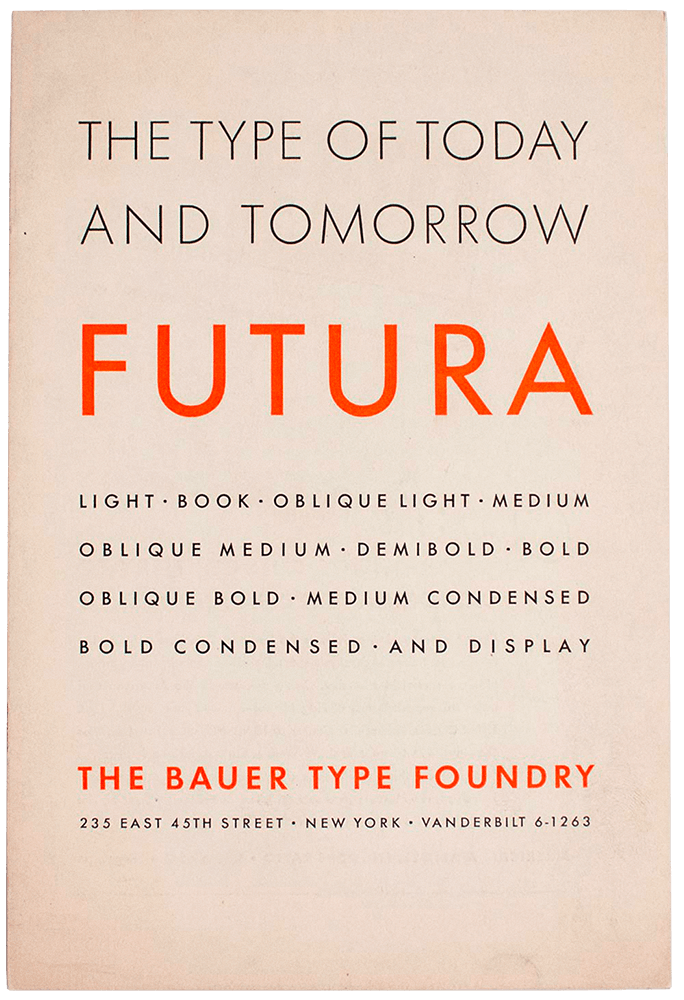 THE TYPE OF TODAY
AND TOMORROW
FUTURA
LIGHT · BOOK · OBLIQUE LIGHT · MEDIUM
OBLIQUE MEDIUM · DEMIBOLD · BOLD
OBLIQUE BOLD · MEDIUM CONDENSED
BOLD CONDENSED · AND DISPLAY
THE BAUER TYPE FOUNDRY
235 EAST 45TH STREET · NEW YORK · VANDERBILT 6-1263